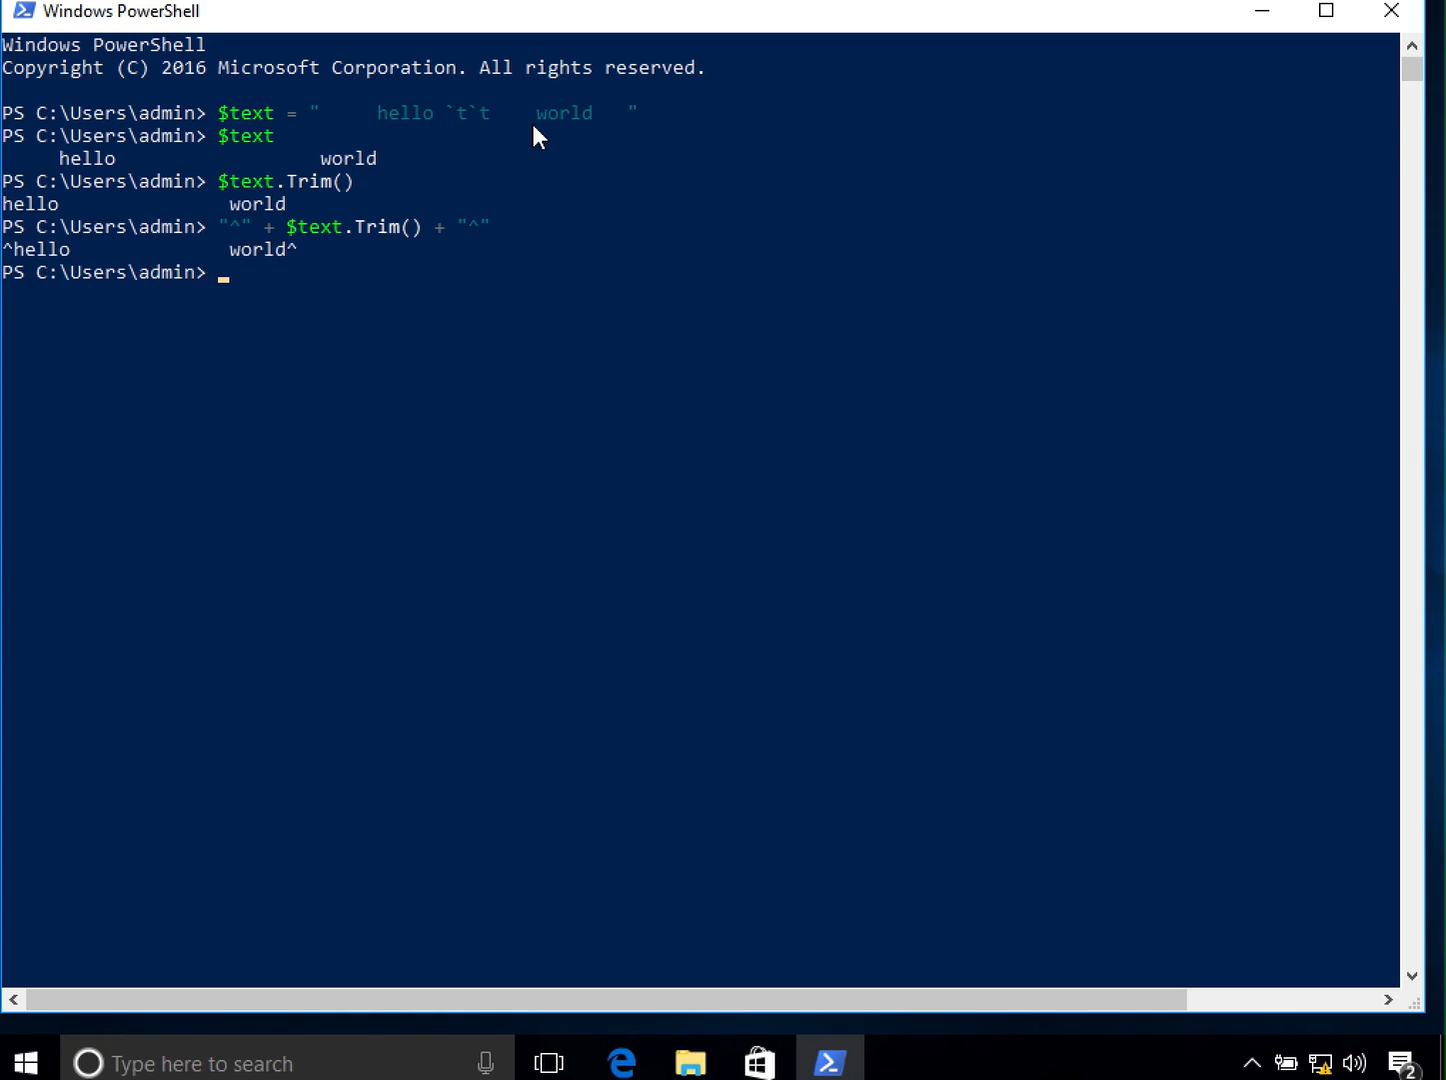 Windows PowerShell
Windows PowerShell
Copyright (C) 2016 Microsoft Corporation. All rights reserved.
PS C:\Users\admin> $text = "     hello `t`t    world   "
PS C:\Users\admin> $text
     hello                  world
PS C:\Users\admin> $text.Trim()
hello               world
PS C:\Users\admin> "^" + $text.Trim() + "^"
^hello              world^
PS C:\Users\admin>
Type here to search
2